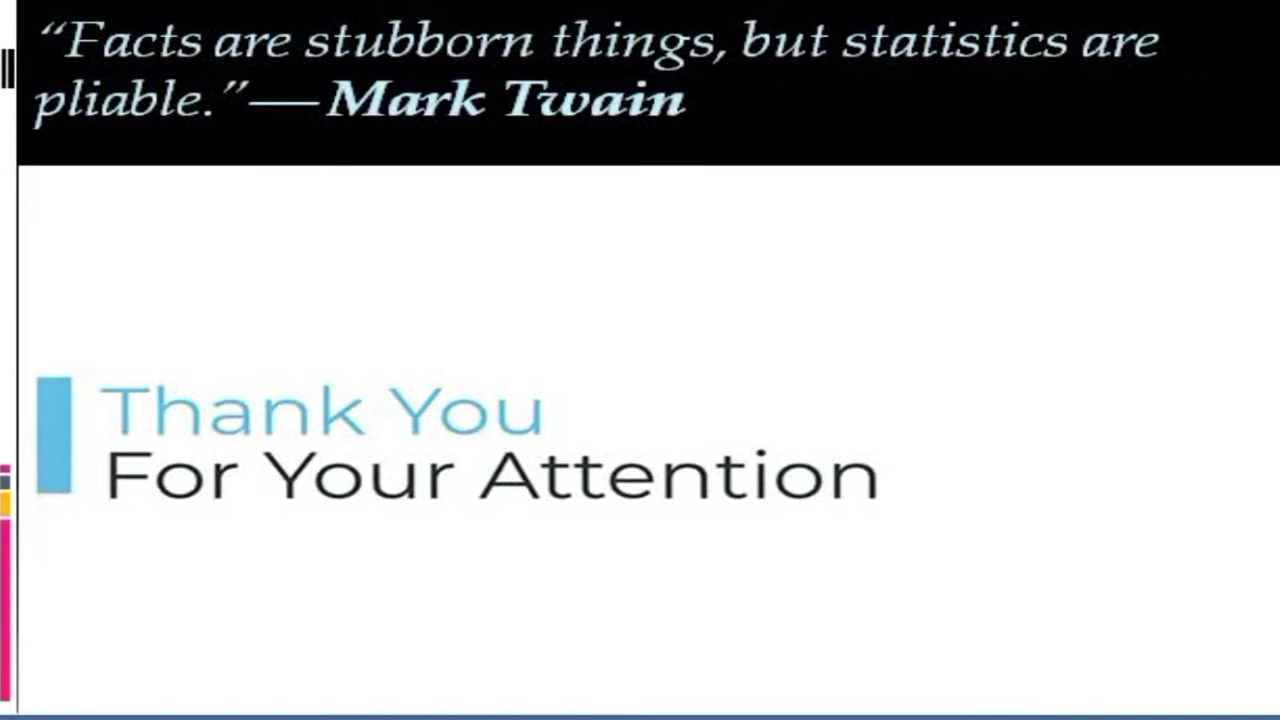 “Facts are stubborn things, but statistics are
pliable.”— Mark Twain
Thank You
For Your Attention